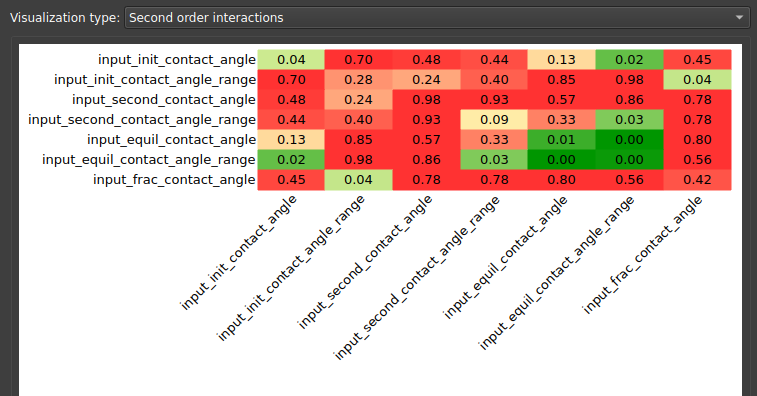 Visualization type: Second order interactions
input_init_contact_angle 0.04 0.70 0.48 0.44 0.13 0.02 0.45
input_init_contact_angle_range 0.70 0.28 0.24 0.40 0.85 0.98 0.04
input_second_contact_angle 0.48 0.24 0.98 0.93 0.57 0.86 0.78
input_second_contact_angle_range 0.44 0.40 0.93 0.09 0.33 0.03 0.78
input_equil_contact_angle 0.13 0.85 0.57 0.33 0.01 0.00 0.80
input_equil_contact_angle_range 0.02 0.98 0.86 0.03 0.00 0.00 0.56
input_frac_contact_angle 0.45 0.04 0.78 0.78 0.80 0.56 0.42
input_init_contact_angle
input_init_contact_angle_range
input_second_contact_angle
input_second_contact_angle_range
input_equil_contact_angle
input_equil_contact_angle_range
input_frac_contact_angle